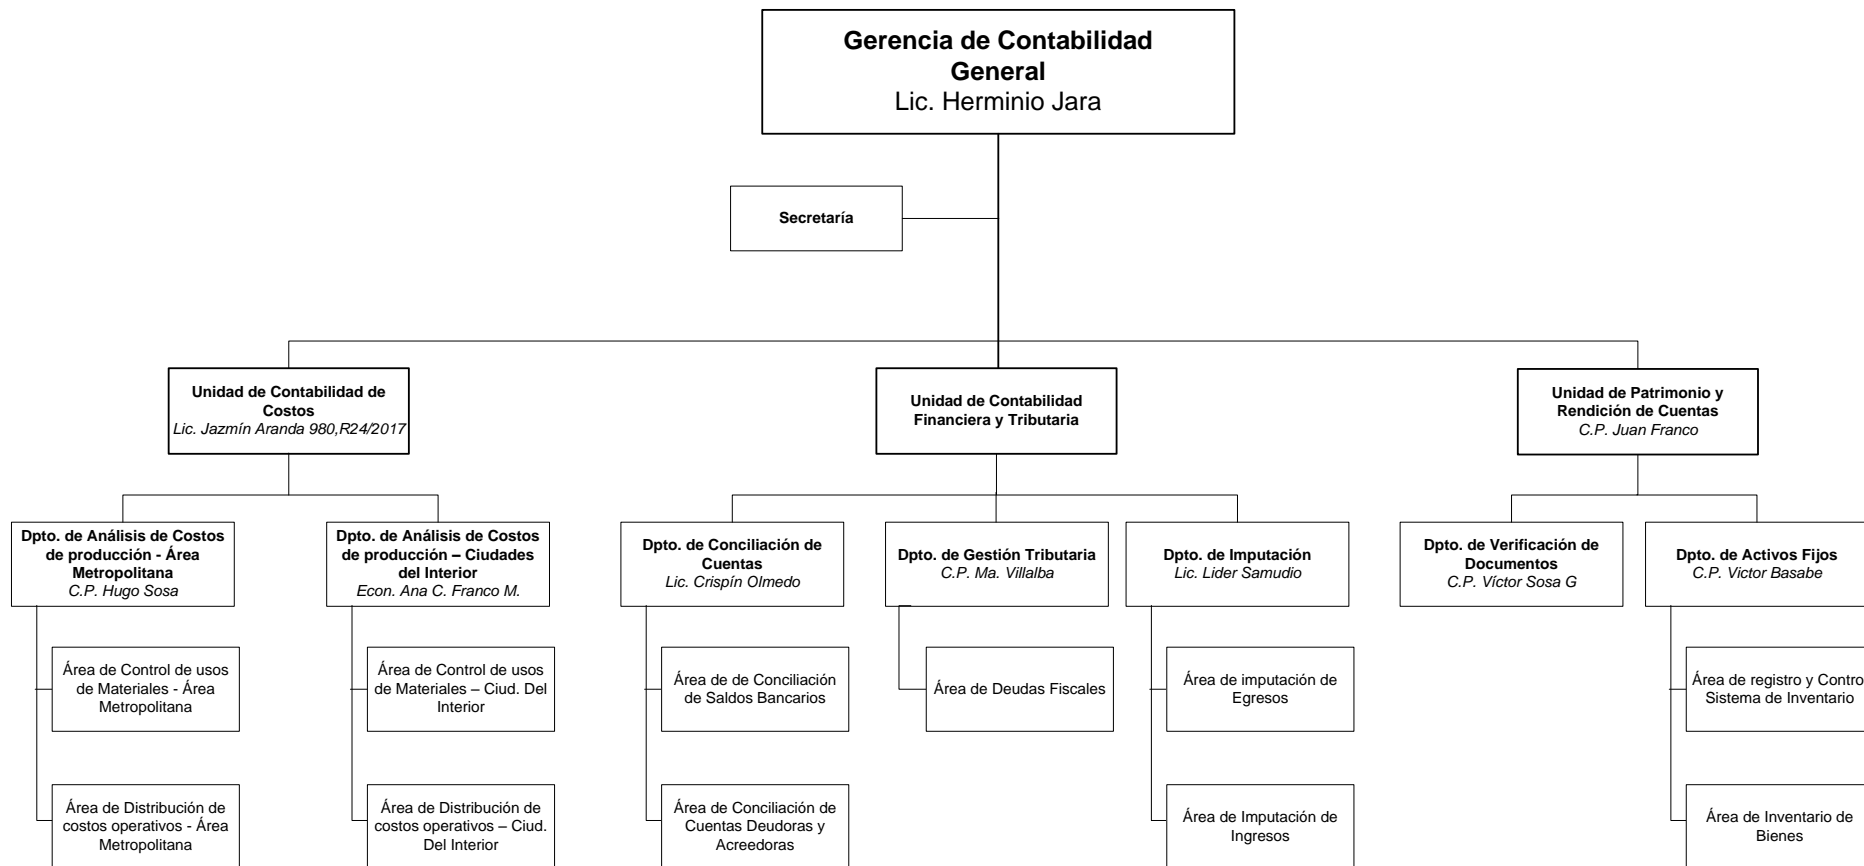 Gerencia de Contabilidad
General
Lic. Herminio Jara
Secretaría
Unidad de Contabilidad de
Costos
Lic. Jazmín Aranda 980,R24/2017
Unidad de Contabilidad
Financiera y Tributaria
Unidad de Patrimonio y
Rendición de Cuentas
C.P. Juan Franco
Dpto. de Análisis de Costos
de producción - Área
Metropolitana
C.P. Hugo Sosa
Dpto. de Análisis de Costos
de producción – Ciudades
del Interior
Econ. Ana C. Franco M.
Dpto. de Conciliación de
Cuentas
Lic. Crispín Olmedo
Dpto. de Gestión Tributaria
C.P. Ma. Villalba
Dpto. de Imputación
Lic. Lider Samudio
Dpto. de Verificación de
Documentos
C.P. Víctor Sosa G
Dpto. de Activos Fijos
C.P. Victor Basabe
Área de Control de usos
de Materiales - Área
Metropolitana
Área de Control de usos
de Materiales – Ciud. Del
Interior
Área de de Conciliación
de Saldos Bancarios
Área de Deudas Fiscales
Área de imputación de
Egresos
Área de registro y Contro
Sistema de Inventario
Área de Distribución de
costos operativos - Área
Metropolitana
Área de Distribución de
costos operativos – Ciud.
Del Interior
Área de Conciliación de
Cuentas Deudoras y
Acreedoras
Área de Imputación de
Ingresos
Área de Inventario de
Bienes